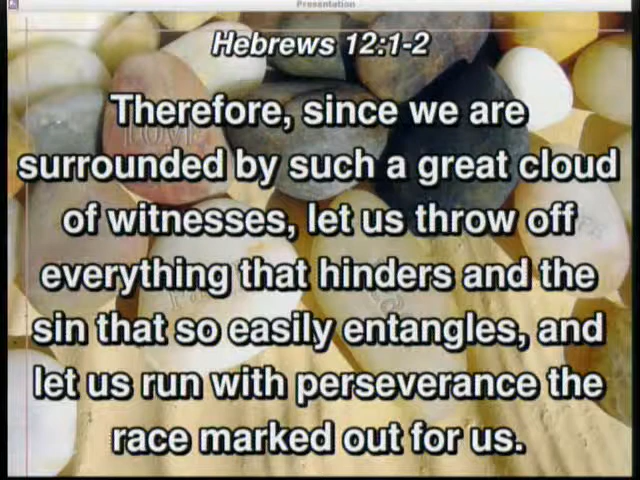 Presentation
Hebrews 12:1-2
Therefore, since we are
surrounded by such a great cloud
of witnesses, let us throw off
everything that hinders and the
sin that so easily entangles, and
let us run with perseverance the
race marked out for us.
LOVE